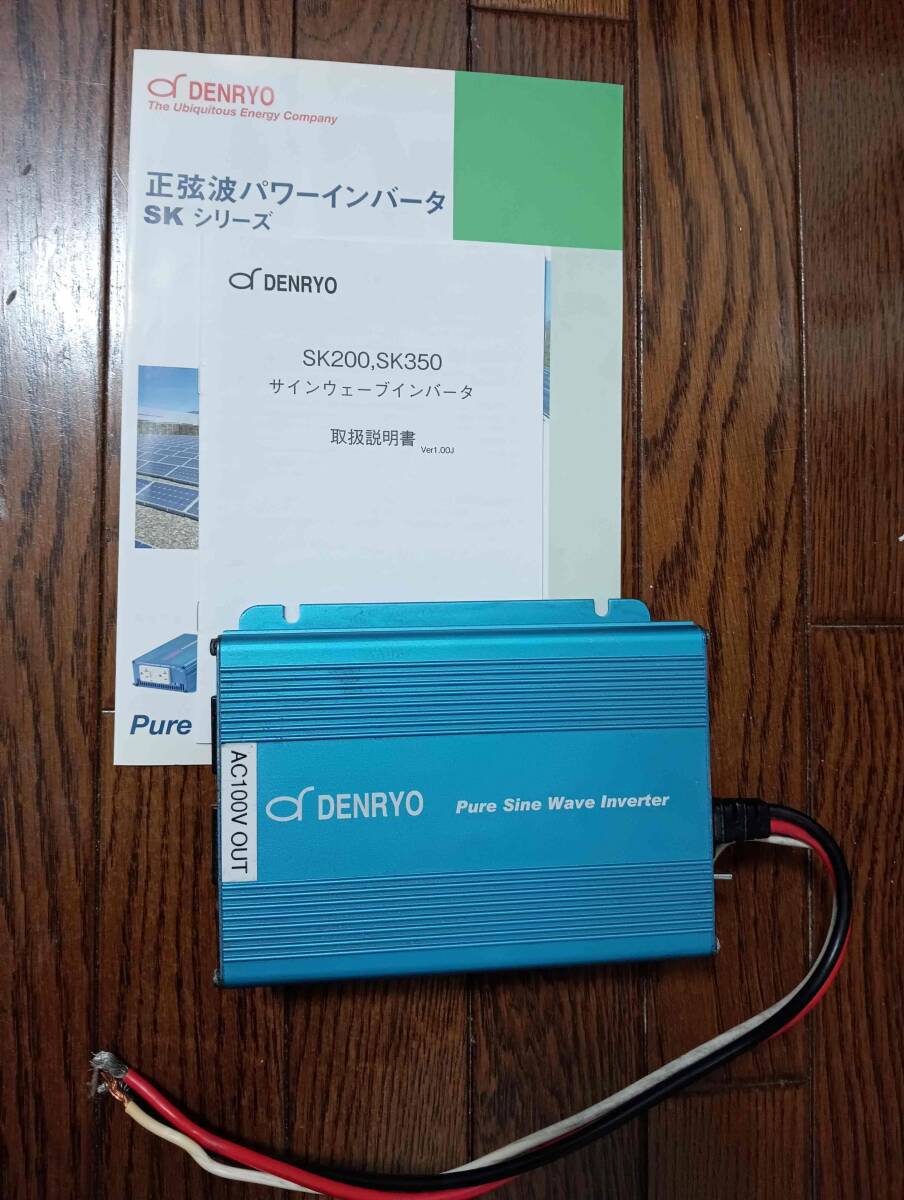 DENRYO
The Ubiquitous Energy Company
正弦波パワーインバータ
SK シリーズ
DENRYO
SK200,SK350
サインウェーブインバータ
取扱説明書 Ver1.00J
Pure
AC100V OUT
DENRYO Pure Sine Wave Inverter